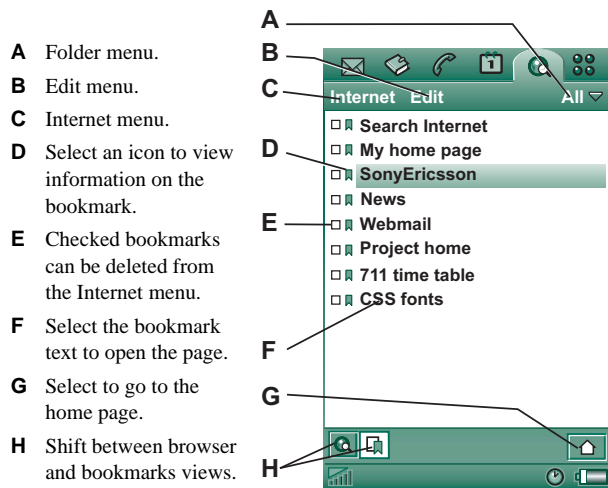 A Folder menu.
B Edit menu.
C Internet menu.
D Select an icon to view
information on the
bookmark.
E Checked bookmarks
can be deleted from
the Internet menu.
F Select the bookmark
text to open the page.
G Select to go to the
home page.
H Shift between browser
and bookmarks views.
A
B
C
D
E
F
G
H
1
Internet Edit All
Search Internet
My home page
SonyEricsson
News
Webmail
Project home
711 time table
CSS fonts